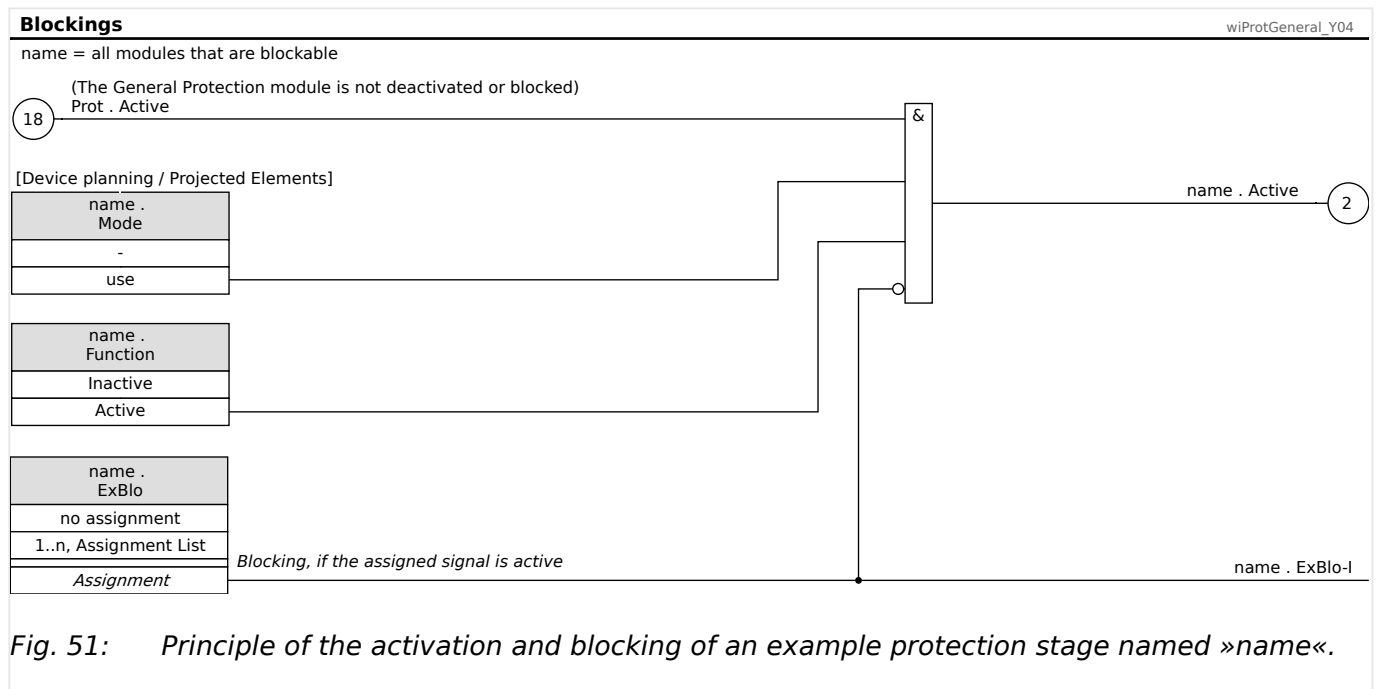 Blockings
wiProtGeneral_Y04
name = all modules that are blockable
(The General Protection module is not deactivated or blocked)
18
Prot . Active
&
[Device planning / Projected Elements]
name .
Mode
-
use
name . Active
2
name .
Function
Inactive
Active
name .
ExBlo
no assignment
1..n, Assignment List
Assignment
Blocking, if the assigned signal is active
name . ExBlo-I
Fig. 51: Principle of the activation and blocking of an example protection stage named »name«.